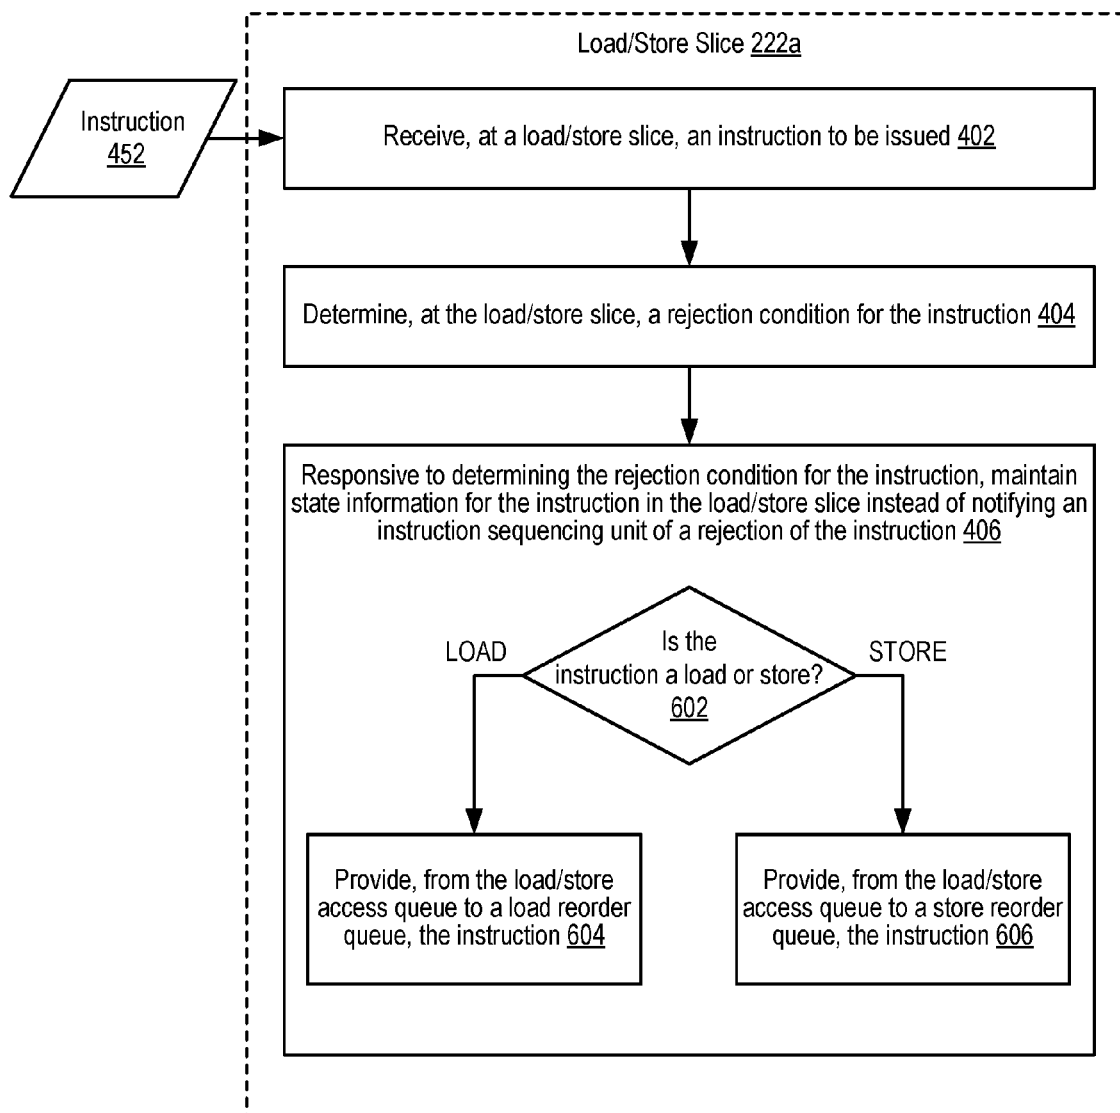 Load/Store Slice 222a
Instruction
452
Receive, at a load/store slice, an instruction to be issued 402
Determine, at the load/store slice, a rejection condition for the instruction 404
Responsive to determining the rejection condition for the instruction, maintain
state information for the instruction in the load/store slice instead of notifying an
instruction sequencing unit of a rejection of the instruction 406
Is the
instruction a load or store?
602
LOAD
STORE
Provide, from the load/store
access queue to a load reorder
queue, the instruction 604
Provide, from the load/store
access queue to a store reorder
queue, the instruction 606